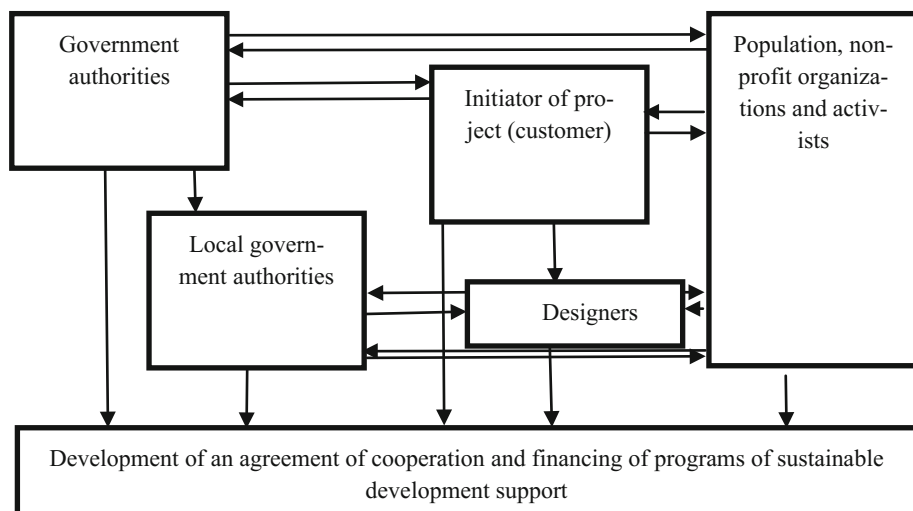 Government
authorities
Initiator of pro-
ject (customer)
Population, non-
profit organiza-
tions and activ-
ists
Local govern-
ment authorities
Designers
Development of an agreement of cooperation and financing of programs of sustainable
development support